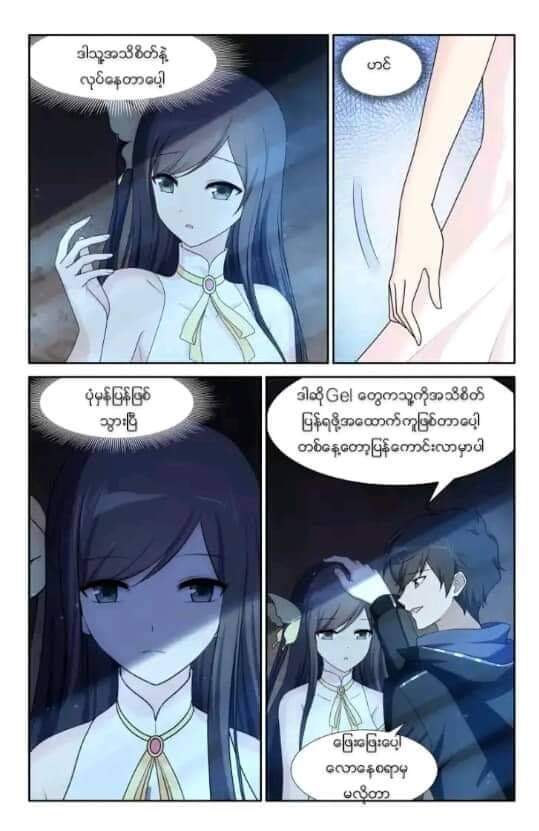 ဒါသူ့အသိစိတ်နဲ့
လုပ်နေတာပေါ့
ဟင်
ပုံမှန်ပြန်ဖြစ်
သွားပြီ
ဒါဆို Gel တွေကသူ့ကိုအသိစိတ်
ပြန်ရဖို့အထောက်ကူဖြစ်တာပေါ့
တစ်နေ့တော့ပြန်ကောင်းလာမှာပါ
ဖြေးဖြေးပေါ့
လောနေစရာမှ
မလိုတာ